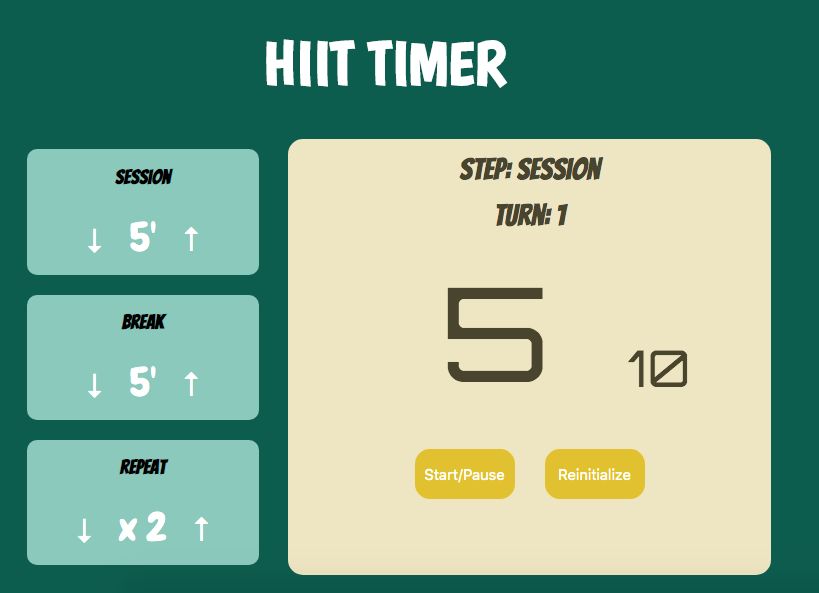 HIIT TIMER
SESSION
↓ 5' ↑
BREAK
↓ 5' ↑
REPEAT
↓ x 2 ↑
STEP: SESSION
TURN: 1
5 10
Start/Pause Reinitialize